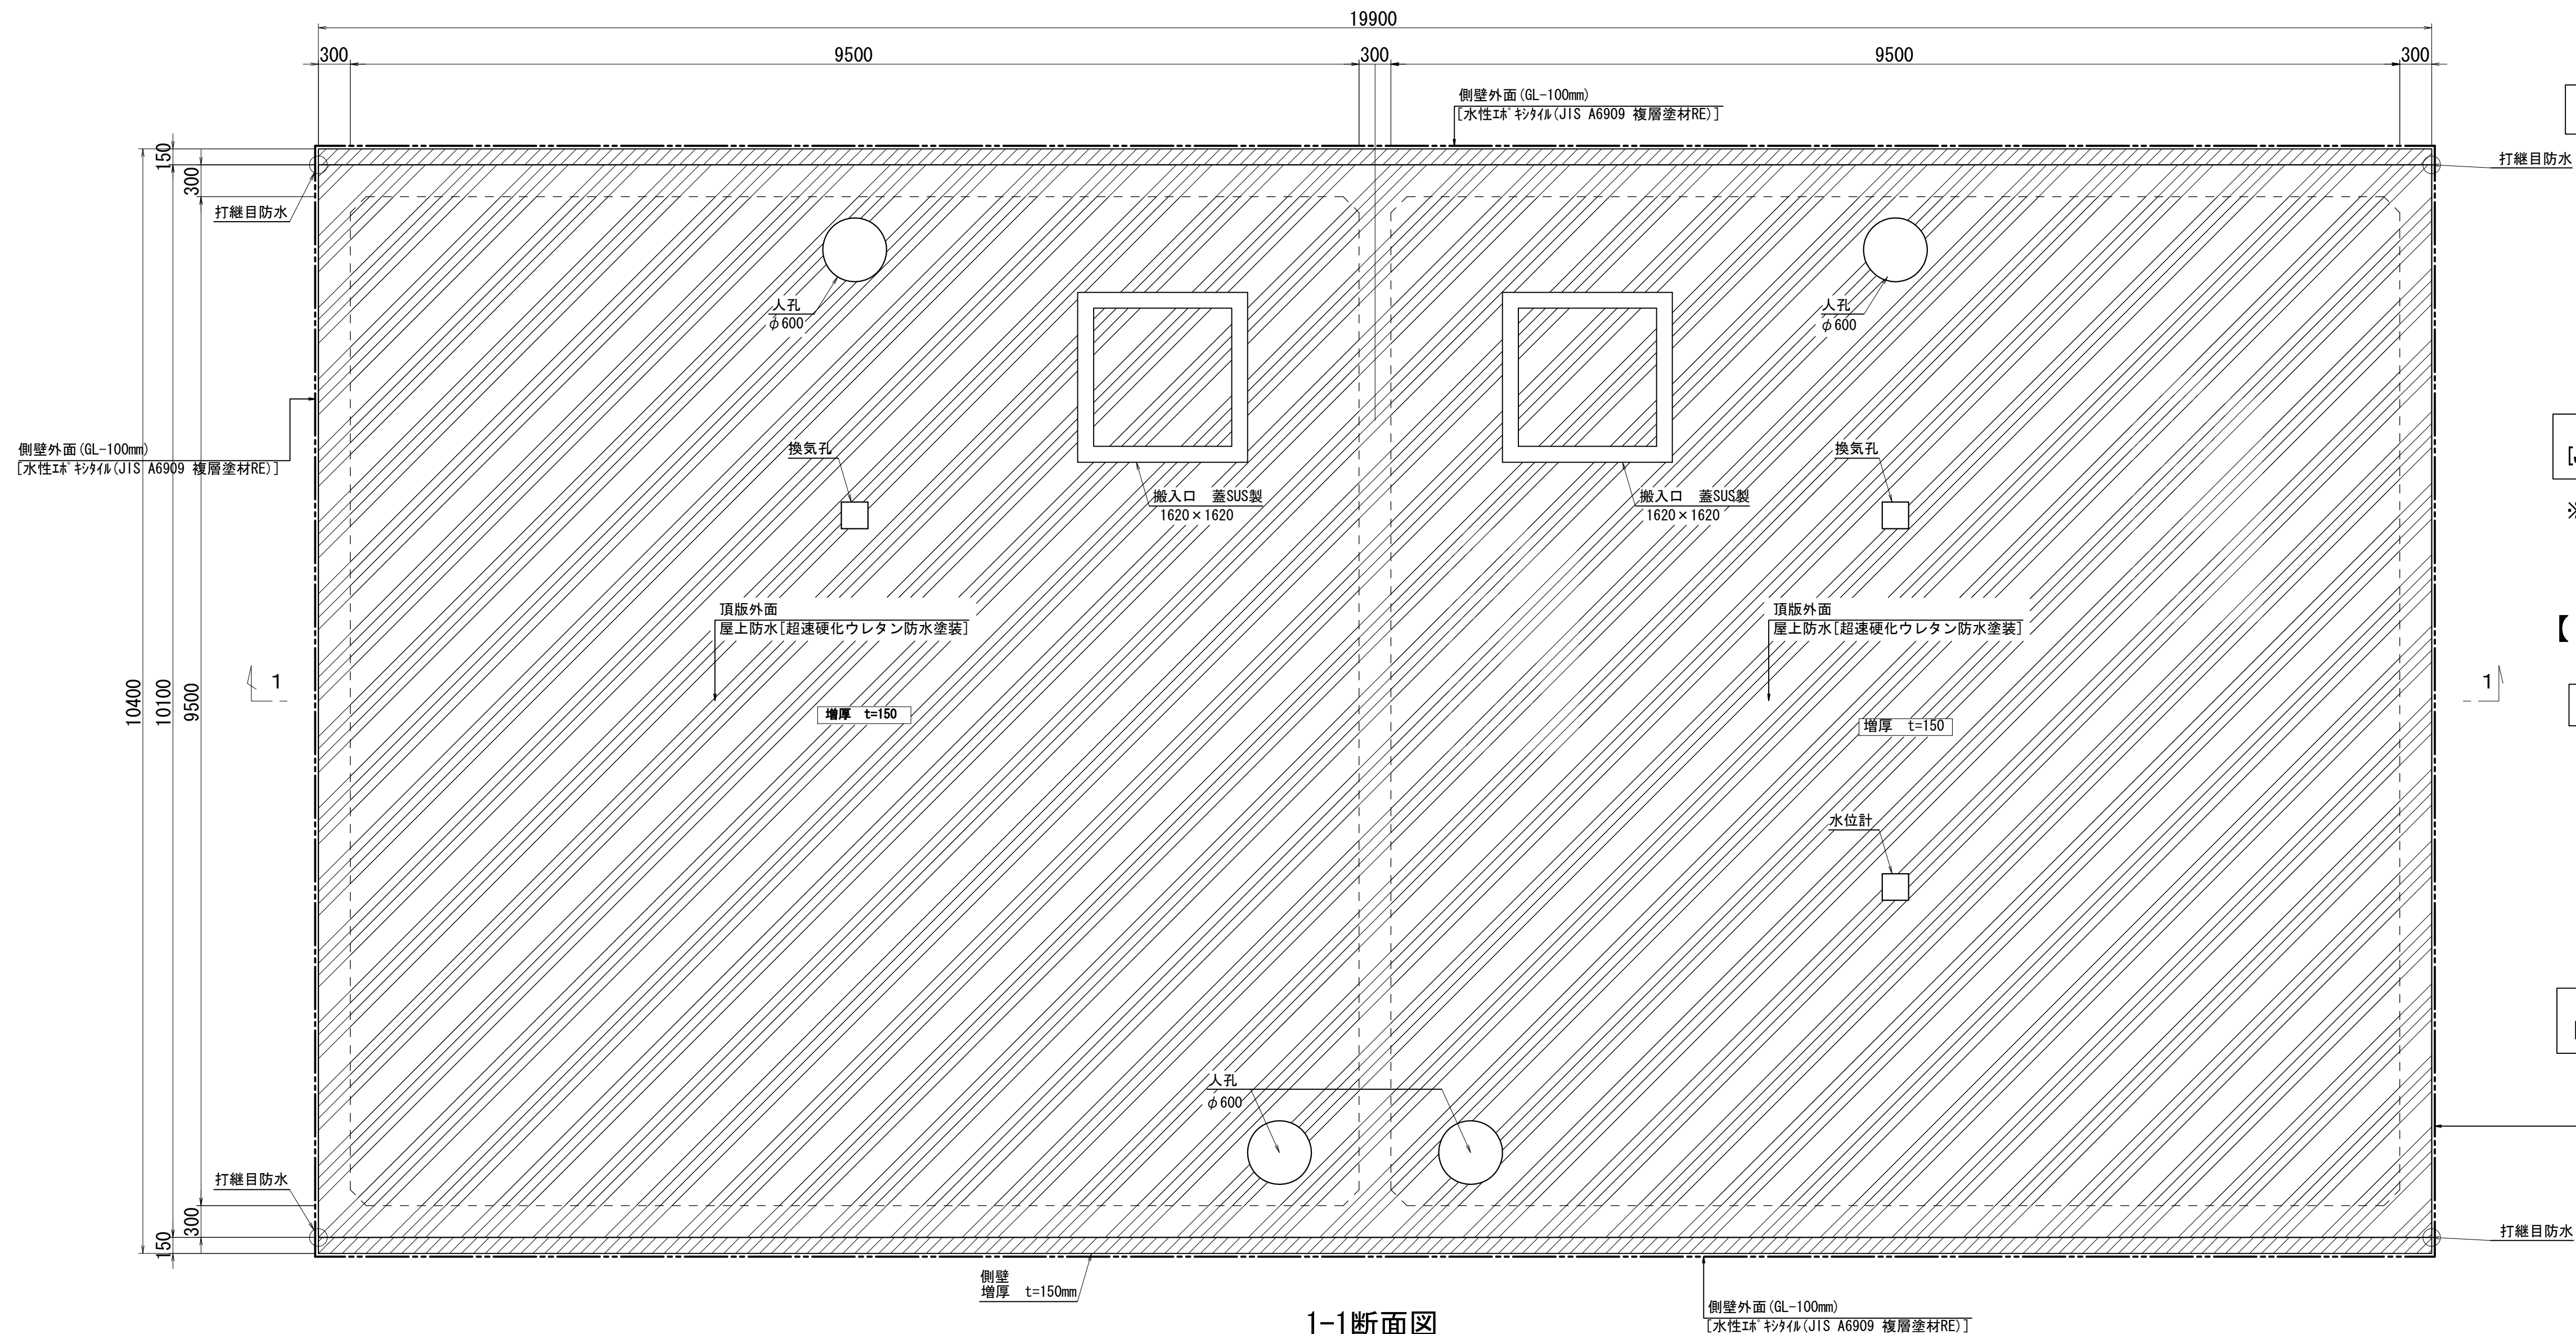 19900
300
9500
300
9500
300
側壁外面(GL-100mm)
[水性ｴﾎﾟｷｼﾀｲﾙ(JIS A6909 複層塗材RE)]
150
300
打継目防水
打継目防水
人孔
φ600
人孔
φ600
側壁外面(GL-100mm)
[水性ｴﾎﾟｷｼﾀｲﾙ(JIS A6909 複層塗材RE)]
換気孔
換気孔
搬入口　蓋SUS製
1620×1620
搬入口　蓋SUS製
1620×1620
※
頂版外面
屋上防水[超速硬化ウレタン防水塗装]
頂版外面
屋上防水[超速硬化ウレタン防水塗装]
【
10400
10100
9500
1
1
増厚　t=150
増厚　t=150
水位計
人孔
φ600
打継目防水
300
150
打継目防水
側壁
増厚　t=150mm
1-1断面図
側壁外面(GL-100mm)
[水性ｴﾎﾟｷｼﾀｲﾙ(JIS A6909 複層塗材RE)]